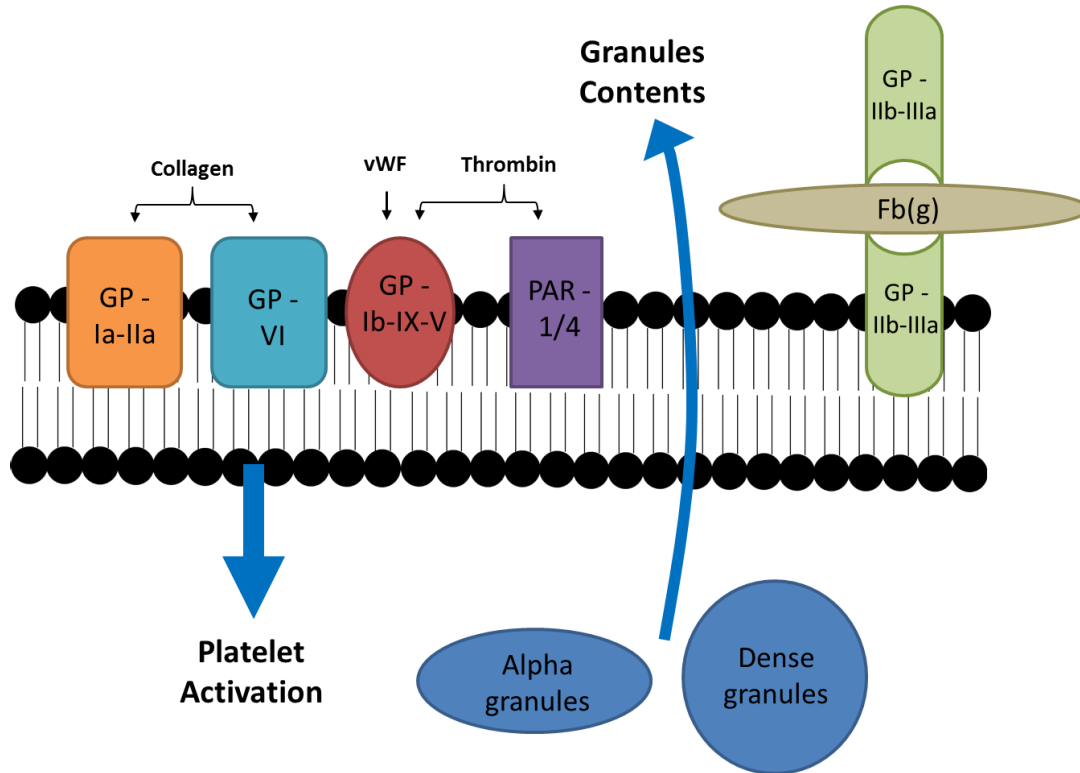 Granules
Contents
GP -
IIb-IIIa
Collagen
vWF
Thrombin
Fb(g)
GP -
Ia-IIa
GP -
VI
GP -
Ib-IX-V
PAR -
1/4
GP -
IIb-IIIa
Platelet
Activation
Alpha
granules
Dense
granules